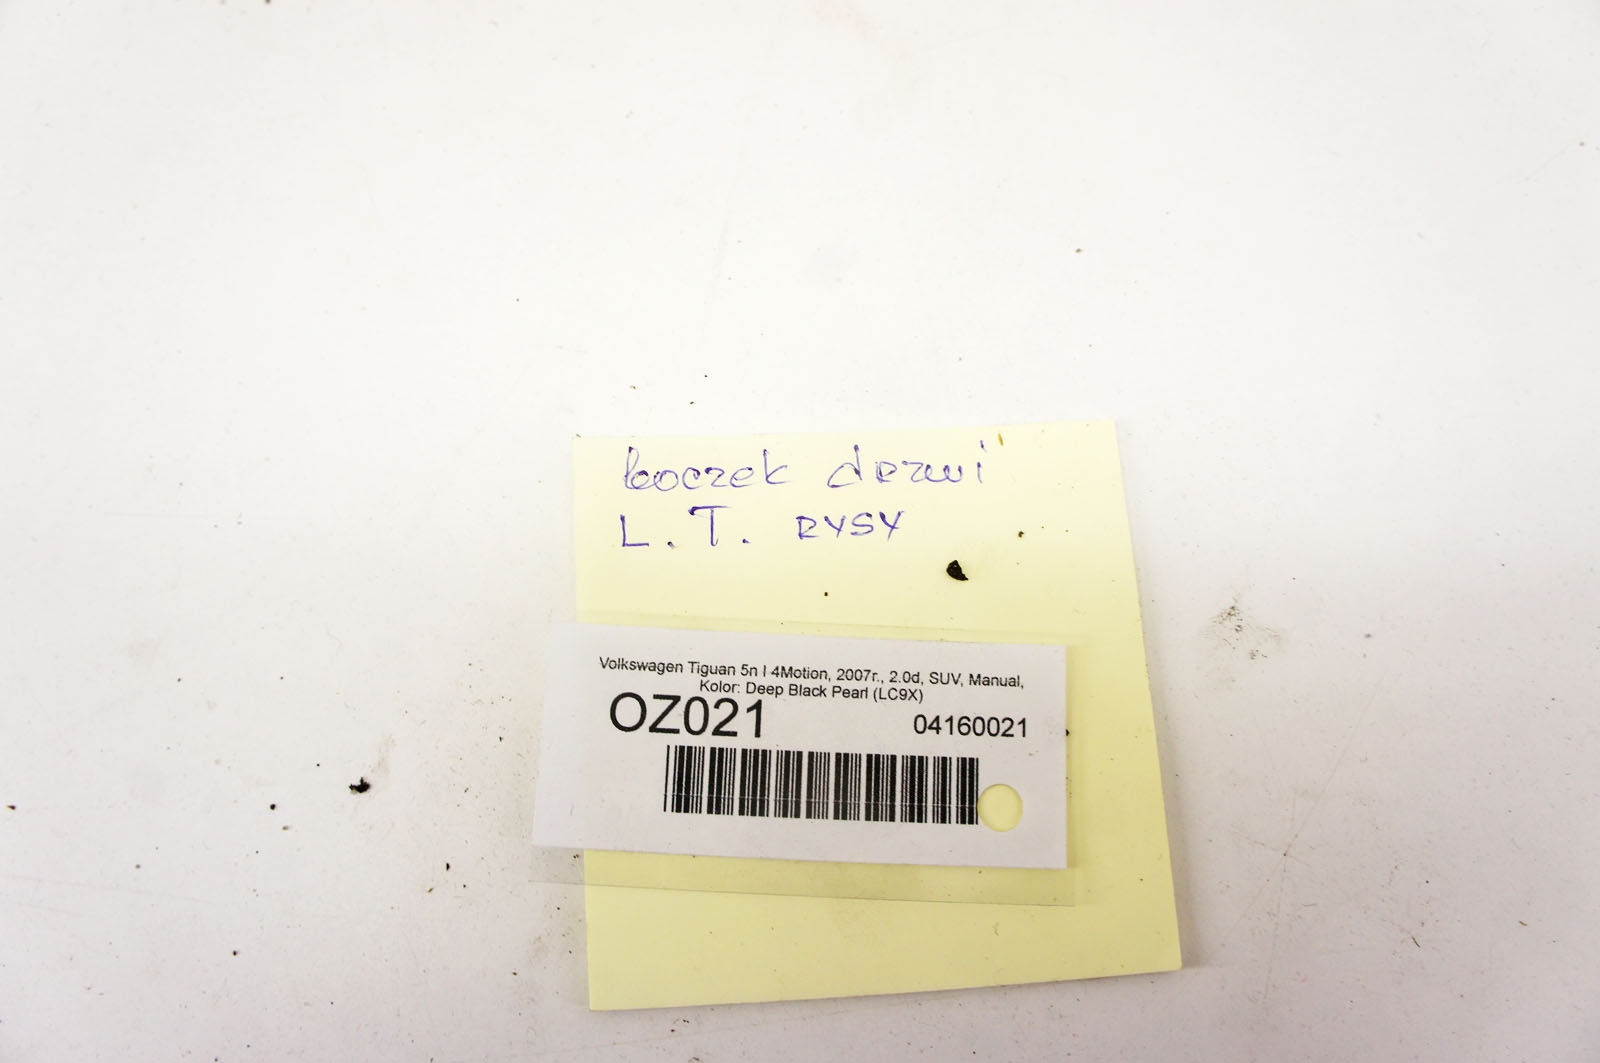 boczek drzwi
L.T. RYSY
Volkswagen Tiguan 5n I 4Motion, 2007r., 2.0d, SUV, Manual,
Kolor: Deep Black Pearl (LC9X)
OZ021 04160021